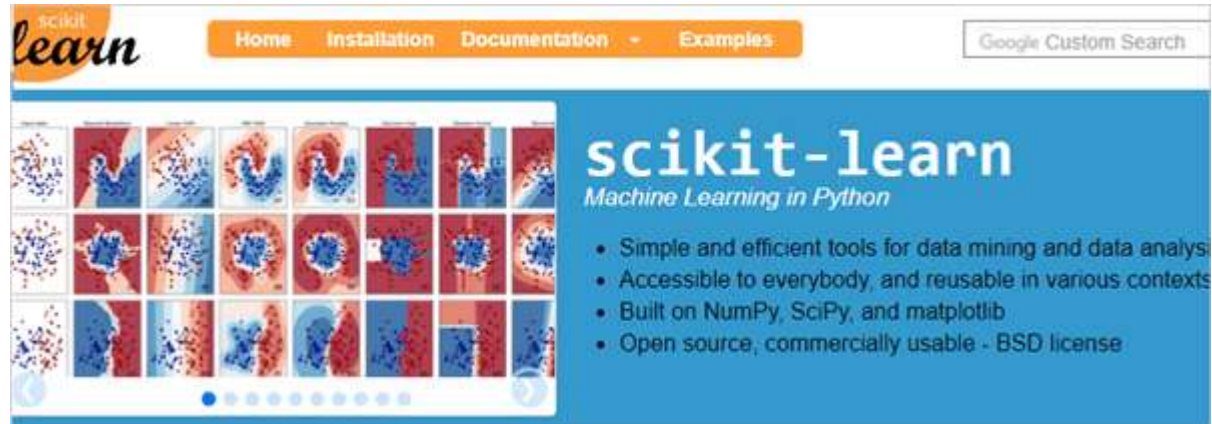 scikit
learn
Home Installation Documentation Examples
Google Custom Search
scikit-learn
Machine Learning in Python
Simple and efficient tools for data mining and data analys
Accessible to everybody, and reusable in various contexts
Built on NumPy, SciPy, and matplotlib
Open source, commercially usable - BSD license